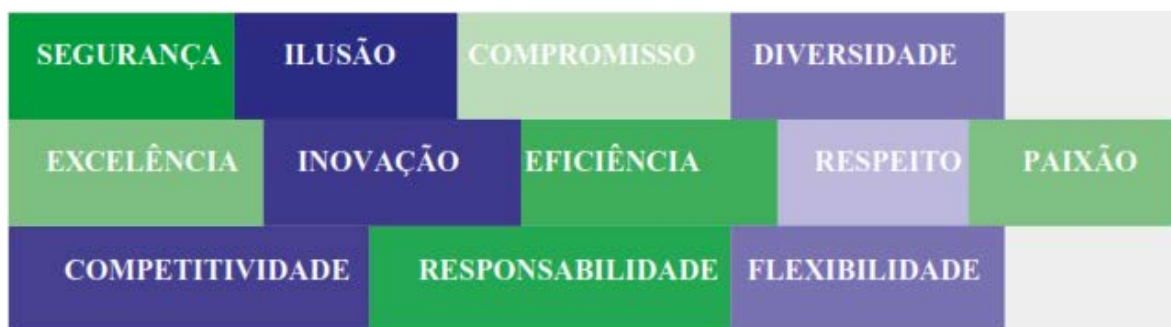 SEGURANÇA ILUSÃO COMPROMISSO DIVERSIDADE
EXCELÊNCIA INOVAÇÃO EFICIÊNCIA RESPEITO PAIXÃO
COMPETITIVIDADE RESPONSABILIDADE FLEXIBILIDADE